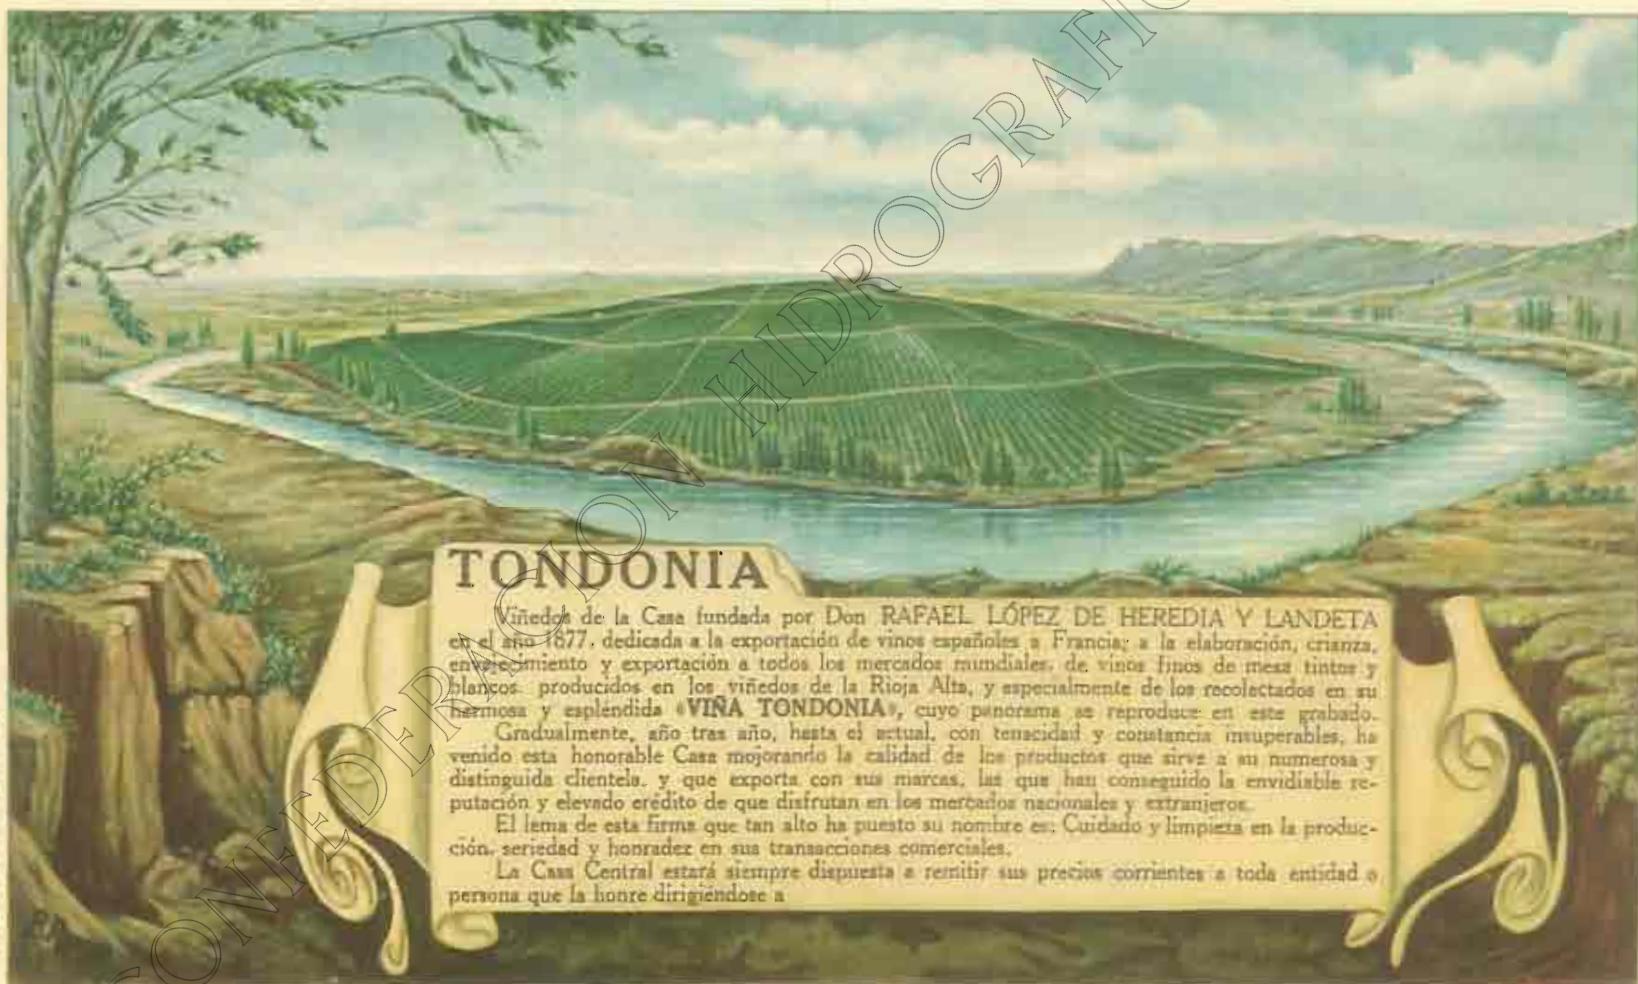 TONDONIA
Viñedos de la Casa fundada por Don RAFAEL LÓPEZ DE HEREDIA Y LANDETA
en el año 1877, dedicada a la exportación de vinos españoles a Francia; a la elaboración, crianza,
envejecimiento y exportación a todos los mercados mundiales, de vinos finos de mesa tintos y
blancos producidos en los viñedos de la Rioja Alta, y especialmente de los recolectados en su
hermosa y espléndida «VIÑA TONDONIA», cuyo panorama se reproduce en este grabado.
Gradualmente, año tras año, hasta el actual, con tenacidad y constancia insuperables, ha
venido esta honorable Casa mejorando la calidad de los productos que sirve a su numerosa y
distinguida clientela, y que exporta con sus marcas, las que han conseguido la envidiable re-
putación y elevado crédito de que disfrutan en los mercados nacionales y extranjeros.
El lema de esta firma que tan alto ha puesto su nombre es: Cuidado y limpieza en la produc-
ción, seriedad y honradez en sus transacciones comerciales.
La Casa Central estará siempre dispuesta a remitir sus precios corrientes a toda entidad o
persona que la honre dirigiéndose a
CONFEDERACION HIDROGRAFIC